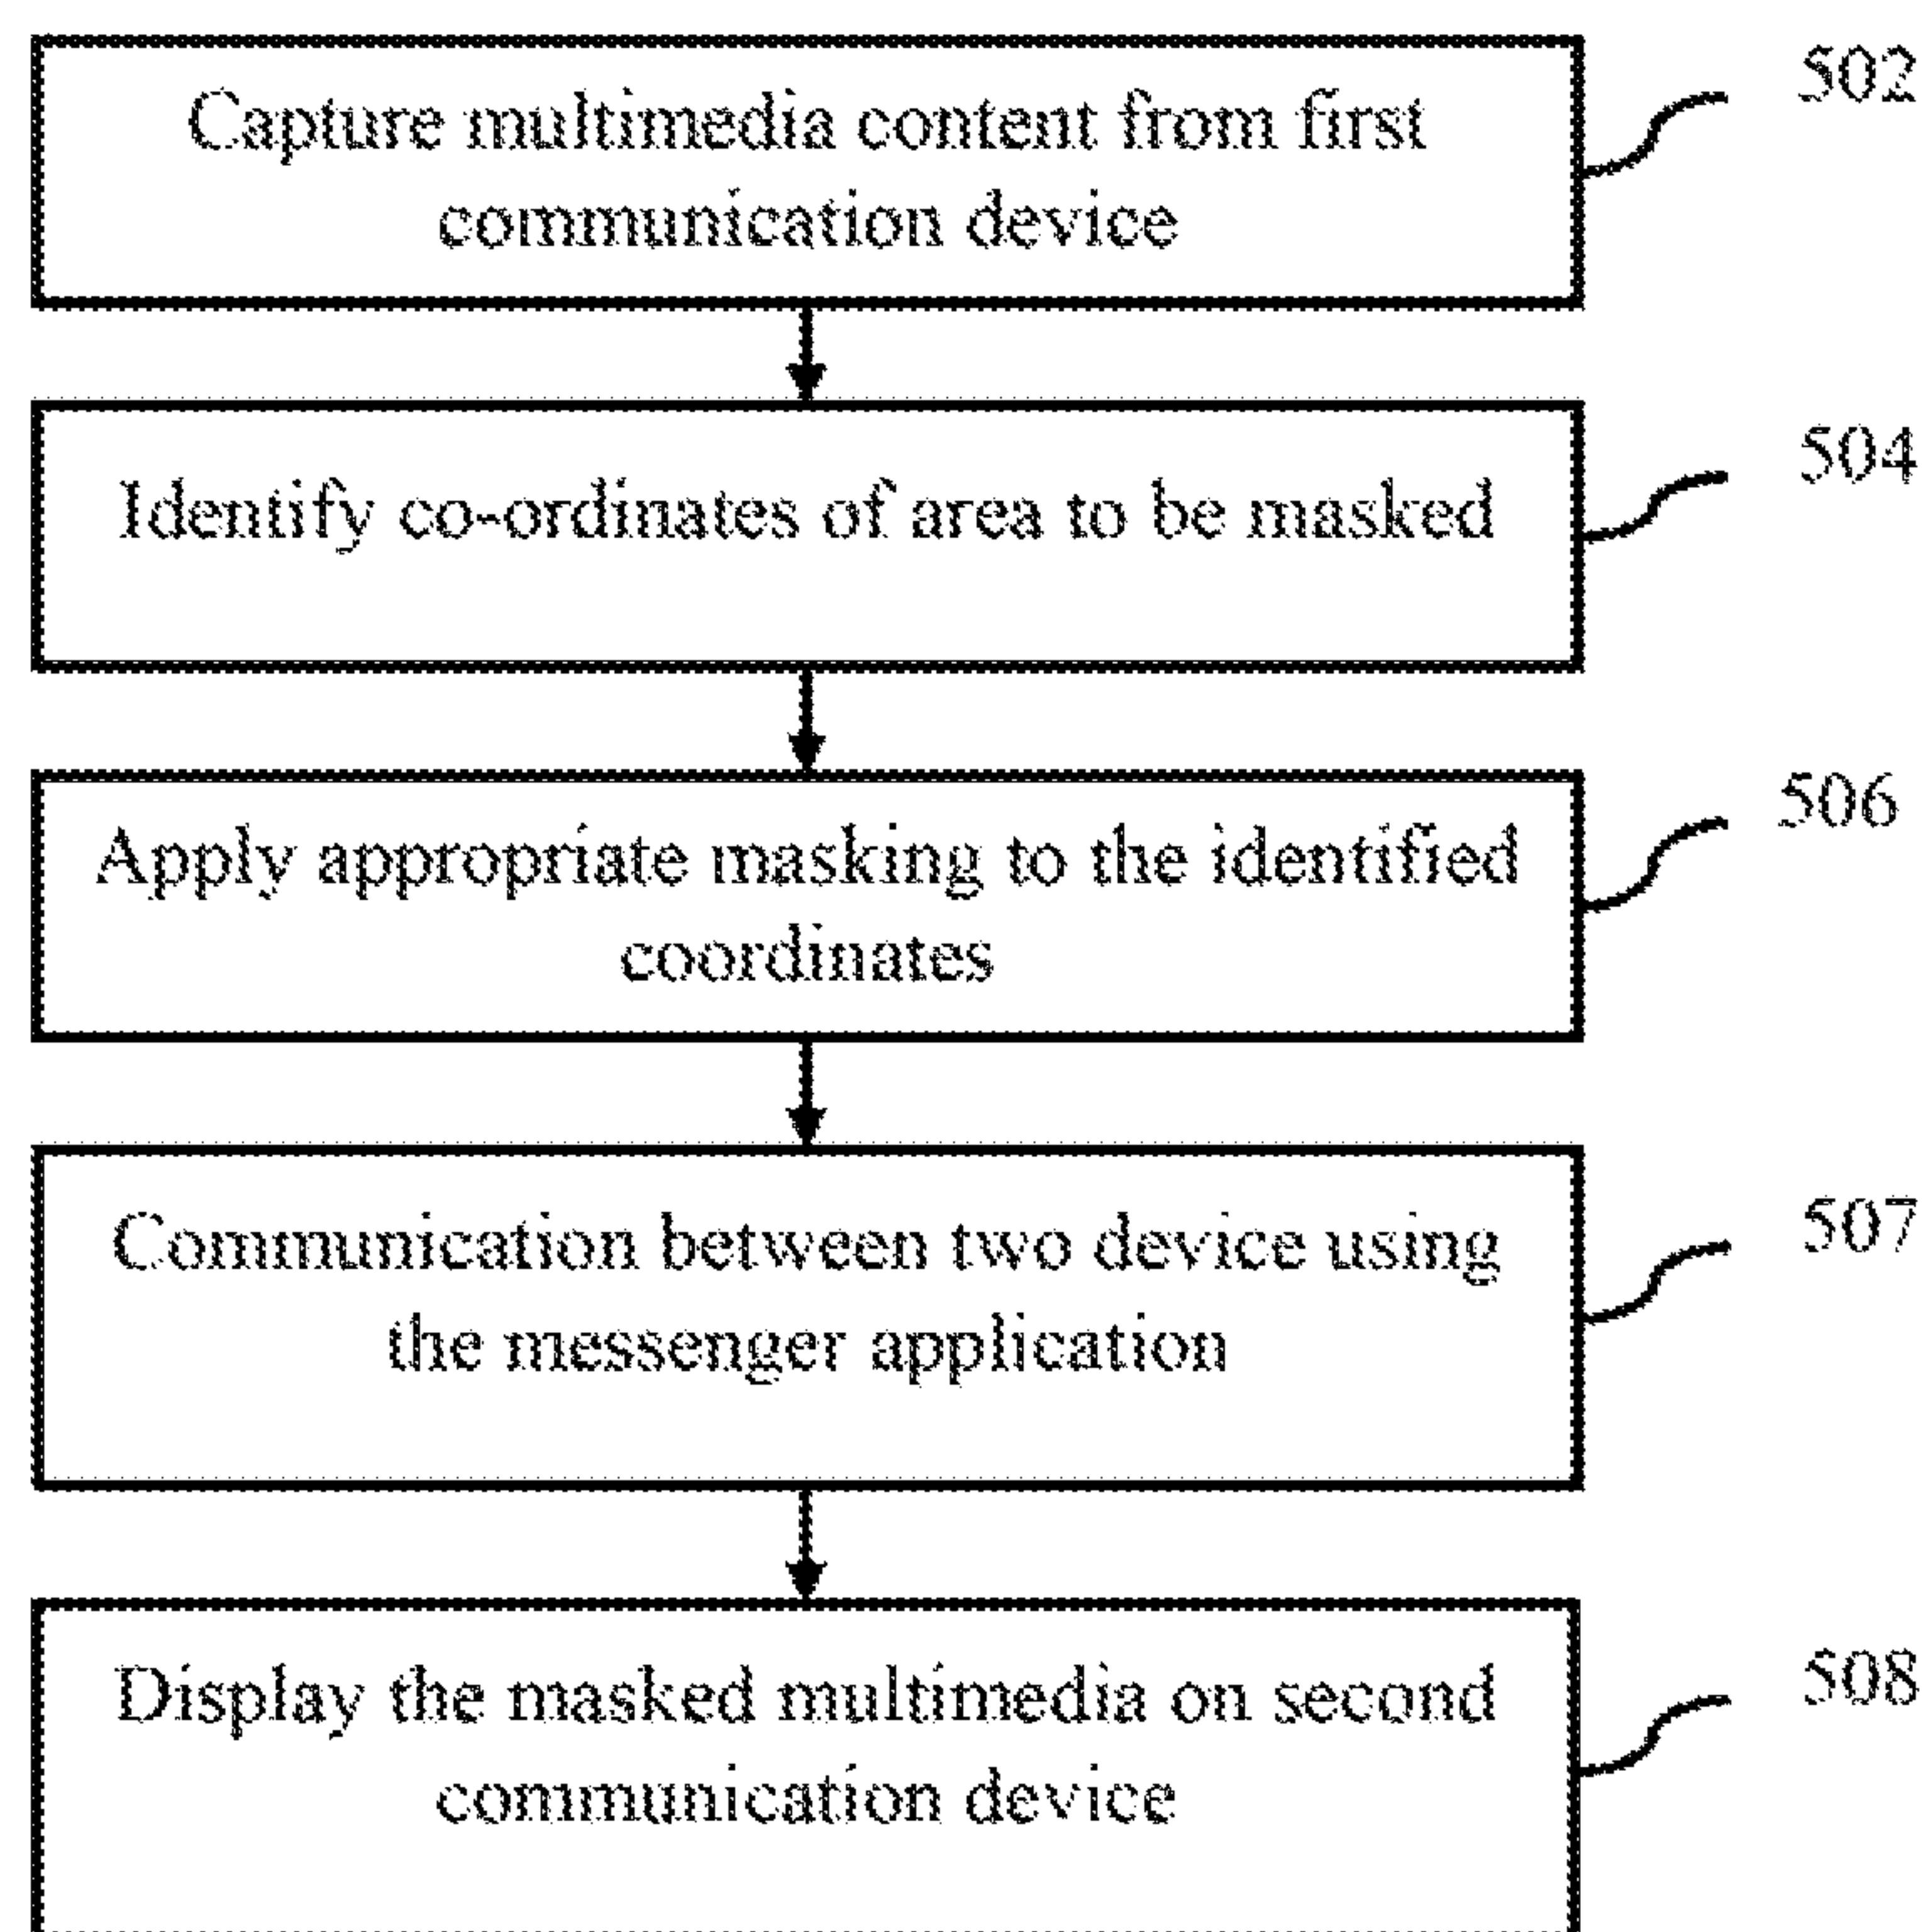 Capture multimedia content from first
communication device
502
Identify co-ordinates of area to be masked
504
Apply appropriate masking to the identified
coordinates
506
Communication between two device using
the messenger application
507
Display the masked multimedia on second
communication device
508